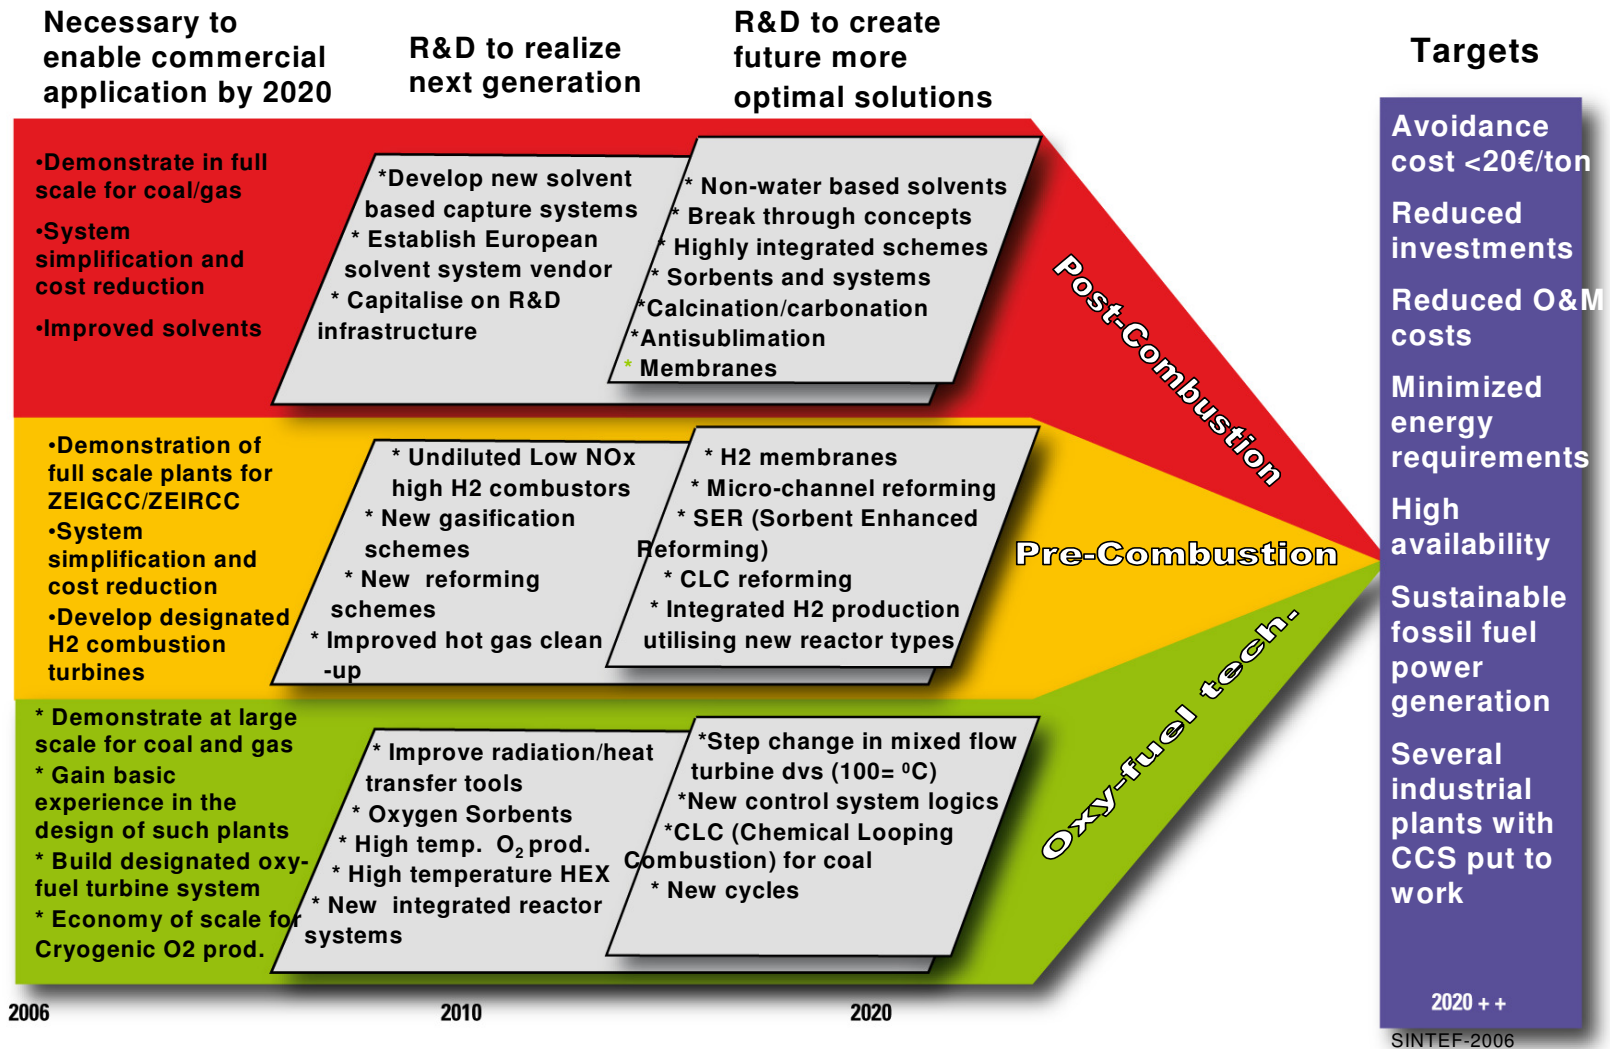 Necessary to
enable commercial
application by 2020
R&D to realize
next generation
R&D to create
future more
optimal solutions
Targets
•Demonstrate in full
scale for coal/gas
•System
simplification and
cost reduction
•Improved solvents
*Develop new solvent
based capture systems
* Establish European
solvent system vendor
* Capitalise on R&D
infrastructure
* Non-water based solvents
* Break through concepts
* Highly integrated schemes
* Sorbents and systems
*Calcination/carbonation
*Antisublimation
* Membranes
Post-Combustion
•Demonstration of
full scale plants for
ZEIGCC/ZEIRCC
•System
simplification and
cost reduction
•Develop designated
H2 combustion
turbines
* Undiluted Low NOx
high H2 combustors
* New gasification
schemes
* New reforming
schemes
* Improved hot gas clean
-up
* H2 membranes
* Micro-channel reforming
* SER (Sorbent Enhanced
Reforming)
* CLC reforming
* Integrated H2 production
utilising new reactor types
Pre-Combustion
* Demonstrate at large
scale for coal and gas
* Gain basic
experience in the
design of such plants
* Build designated oxy-
fuel turbine system
* Economy of scale for
Cryogenic O2 prod.
* Improve radiation/heat
transfer tools
* Oxygen Sorbents
* High temp. O2 prod.
* High temperature HEX
* New integrated reactor
systems
*Step change in mixed flow
turbine dvs (100= ⁰C)
*New control system logics
*CLC (Chemical Looping
Combustion) for coal
* New cycles
Oxy-fuel tech.
Avoidance
cost <20€/ton
Reduced
investments
Reduced O&M
costs
Minimized
energy
requirements
High
availability
Sustainable
fossil fuel
power
generation
Several
industrial
plants with
CCS put to
work
2020 + +
2006
2010
2020
SINTEF-2006